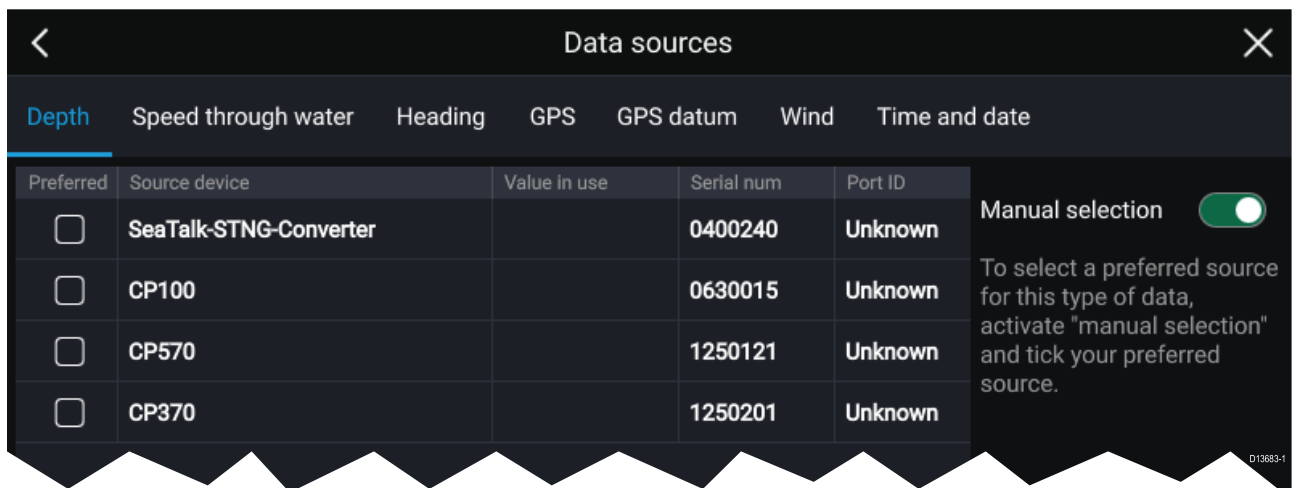 Data sources
Depth Speed through water Heading GPS GPS datum Wind Time and date
Preferred Source device Value in use Serial num Port ID
SeaTalk-STNG-Converter 0400240 Unknown
CP100 0630015 Unknown
CP570 1250121 Unknown
CP370 1250201 Unknown
Manual selection
To select a preferred source
for this type of data,
activate "manual selection"
and tick your preferred
source.
D13683-1